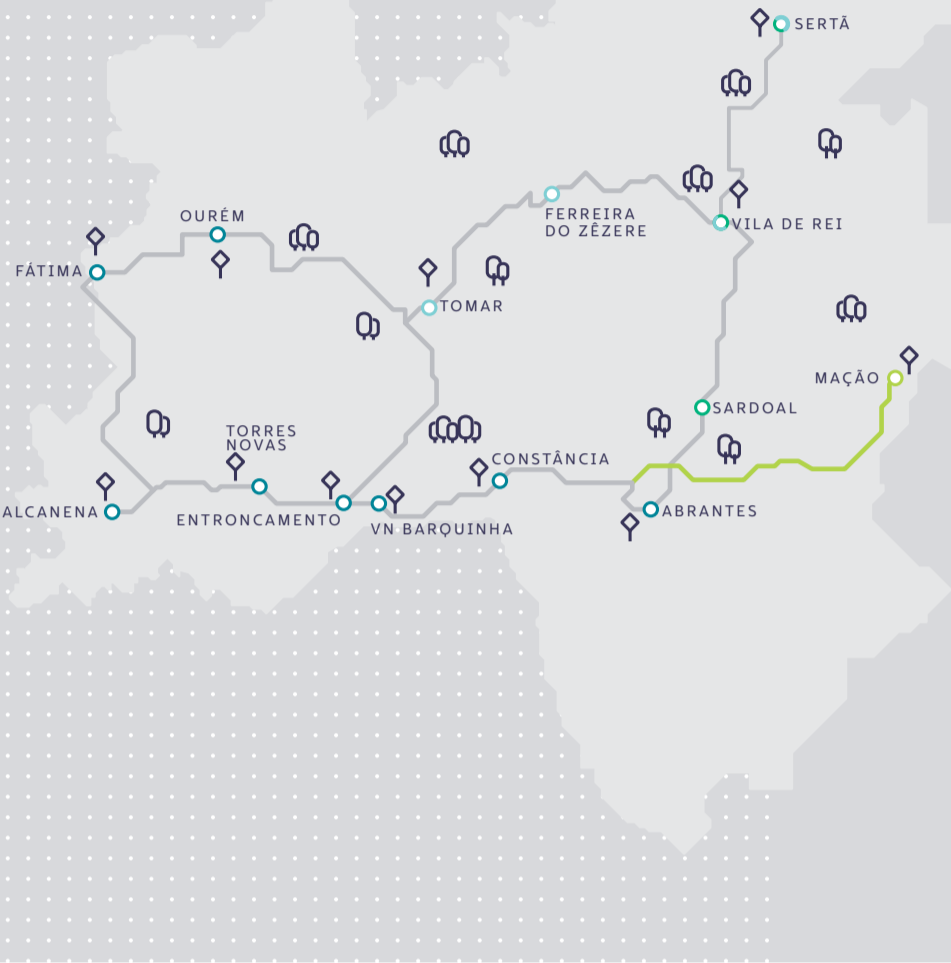 SERTÃ
OURÉM
FERREIRA
DO ZÊZERE
VILA DE REI
FÁTIMA
TOMAR
MAÇÃO
SARDOAL
TORRES
NOVAS
CONSTÂNCIA
ALCANENA
ENTRONCAMENTO
VN BARQUINHA
ABRANTES